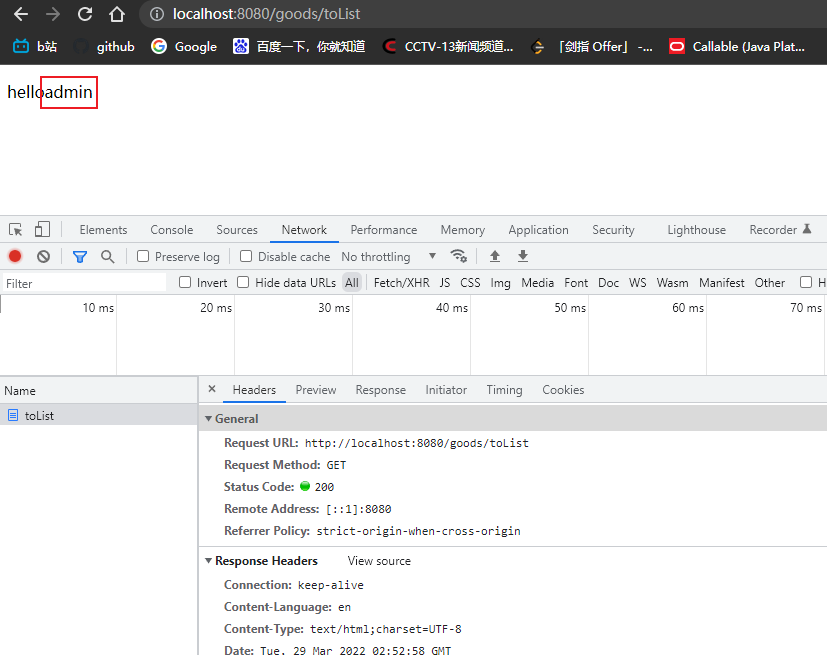 localhost:8080/goods/toList
b站 github Google 百度一下，你就知道 CCTV-13新闻频道... 「剑指 Offer」 -... Callable (Java Plat...
helloadmin
Elements Console Sources Network Performance Memory Application Security Lighthouse Recorder
Preserve log Disable cache No throttling
Filter Invert Hide data URLs All Fetch/XHR JS CSS Img Media Font Doc WS Wasm Manifest Other H
10 ms 20 ms 30 ms 40 ms 50 ms 60 ms 70 ms
Name
toList
× Headers Preview Response Initiator Timing Cookies
General
Request URL: http://localhost:8080/goods/toList
Request Method: GET
Status Code: 200
Remote Address: [::1]:8080
Referrer Policy: strict-origin-when-cross-origin
Response Headers View source
Connection: keep-alive
Content-Language: en
Content-Type: text/html;charset=UTF-8
Date: Tue, 29 Mar 2022 02:52:58 GMT